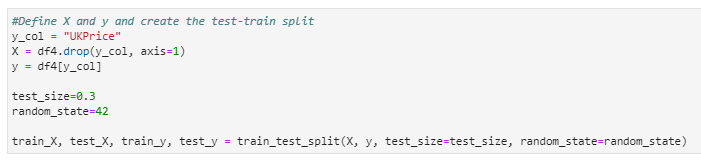 #Define X and y and create the test-train split
y_col = "UKPrice"
X = df4.drop(y_col, axis=1)
y = df4[y_col]
test_size=0.3
random_state=42
train_X, test_X, train_y, test_y = train_test_split(X, y, test_size=test_size, random_state=random_state)